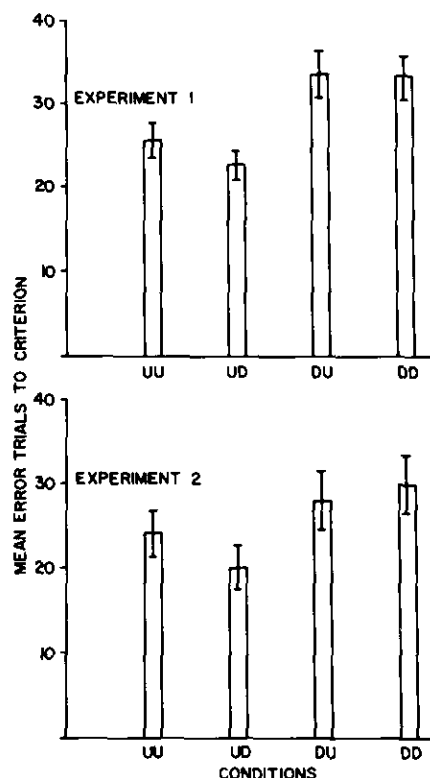 40
EXPERIMENT 1
30
20
10
UU UD DU DD
MEAN ERROR TRIALS TO CRITERION
40
EXPERIMENT 2
30
20
10
UU UD DU DD
CONDITIONS